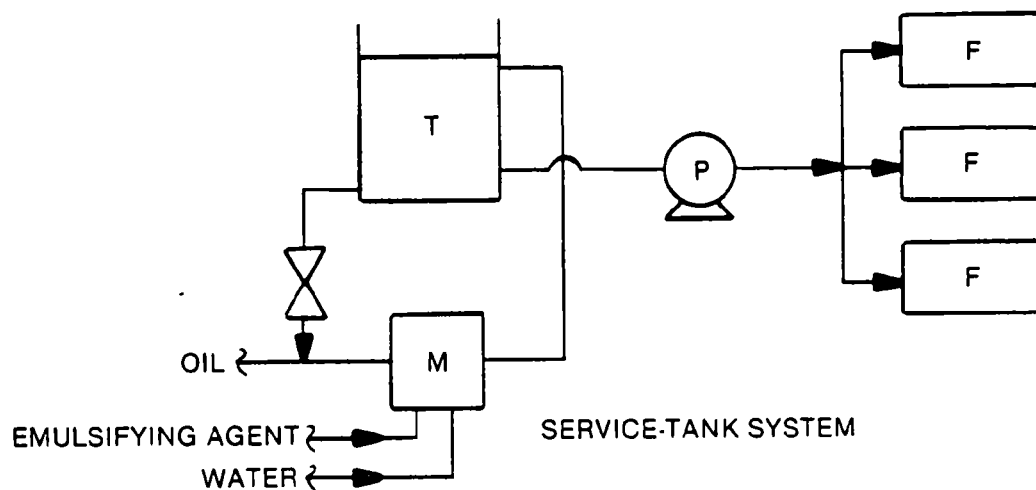 F
T
P
F
F
OIL
M
EMULSIFYING AGENT
SERVICE-TANK SYSTEM
WATER